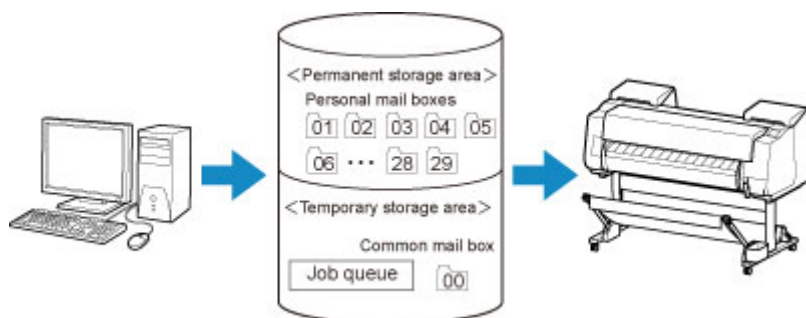 <Permanent storage area>
Personal mail boxes
01 02 03 04 05
06 ••• 28 29
<Temporary storage area>
Common mail box
Job queue 00